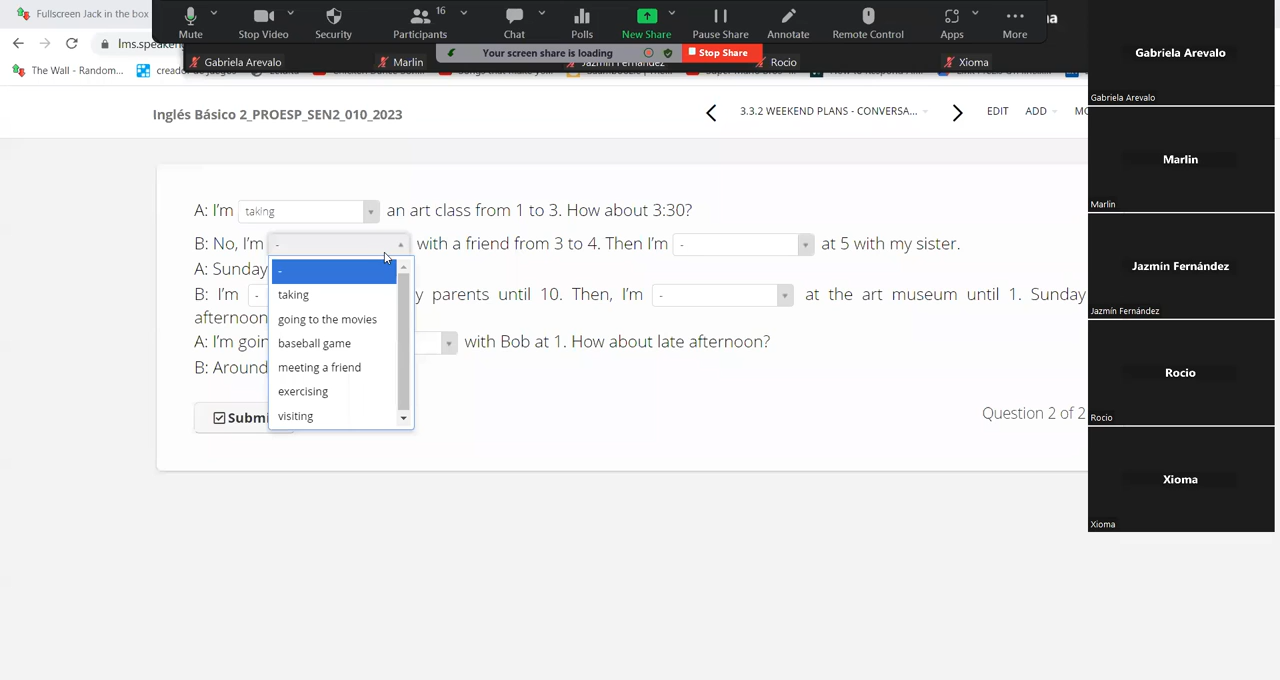 Fullscreen Jack in the box
16
Mute
Stop Video
Security
Participants
Chat
Polls
New Share
Pause Share
Annotate
Remote Control
Apps
More
Your screen share is loading
Stop Share
lms.speaken
Gabriela Arevalo
Marlin
Jazmín Fernández
Rocio
Xioma
The Wall - Random...
Inglés Básico 2_PROESP_SEN2_010_2023
3.3.2 WEEKEND PLANS - CONVERSA...
EDIT
ADD
A: I'm taking an art class from 1 to 3. How about 3:30?
B: No, I'm - with a friend from 3 to 4. Then I'm - at 5 with my sister.
A: Sunday
B: I'm - y parents until 10. Then, I'm - at the art museum until 1. Sunday
afternoon
A: I'm goin with Bob at 1. How about late afternoon?
B: Around
-
taking
going to the movies
baseball game
meeting a friend
exercising
visiting
Submi
Question 2 of 2
Gabriela Arevalo
Gabriela Arevalo
Marlin
Marlin
Jazmín Fernández
Jazmín Fernández
Rocio
Rocio
Xioma
Xioma